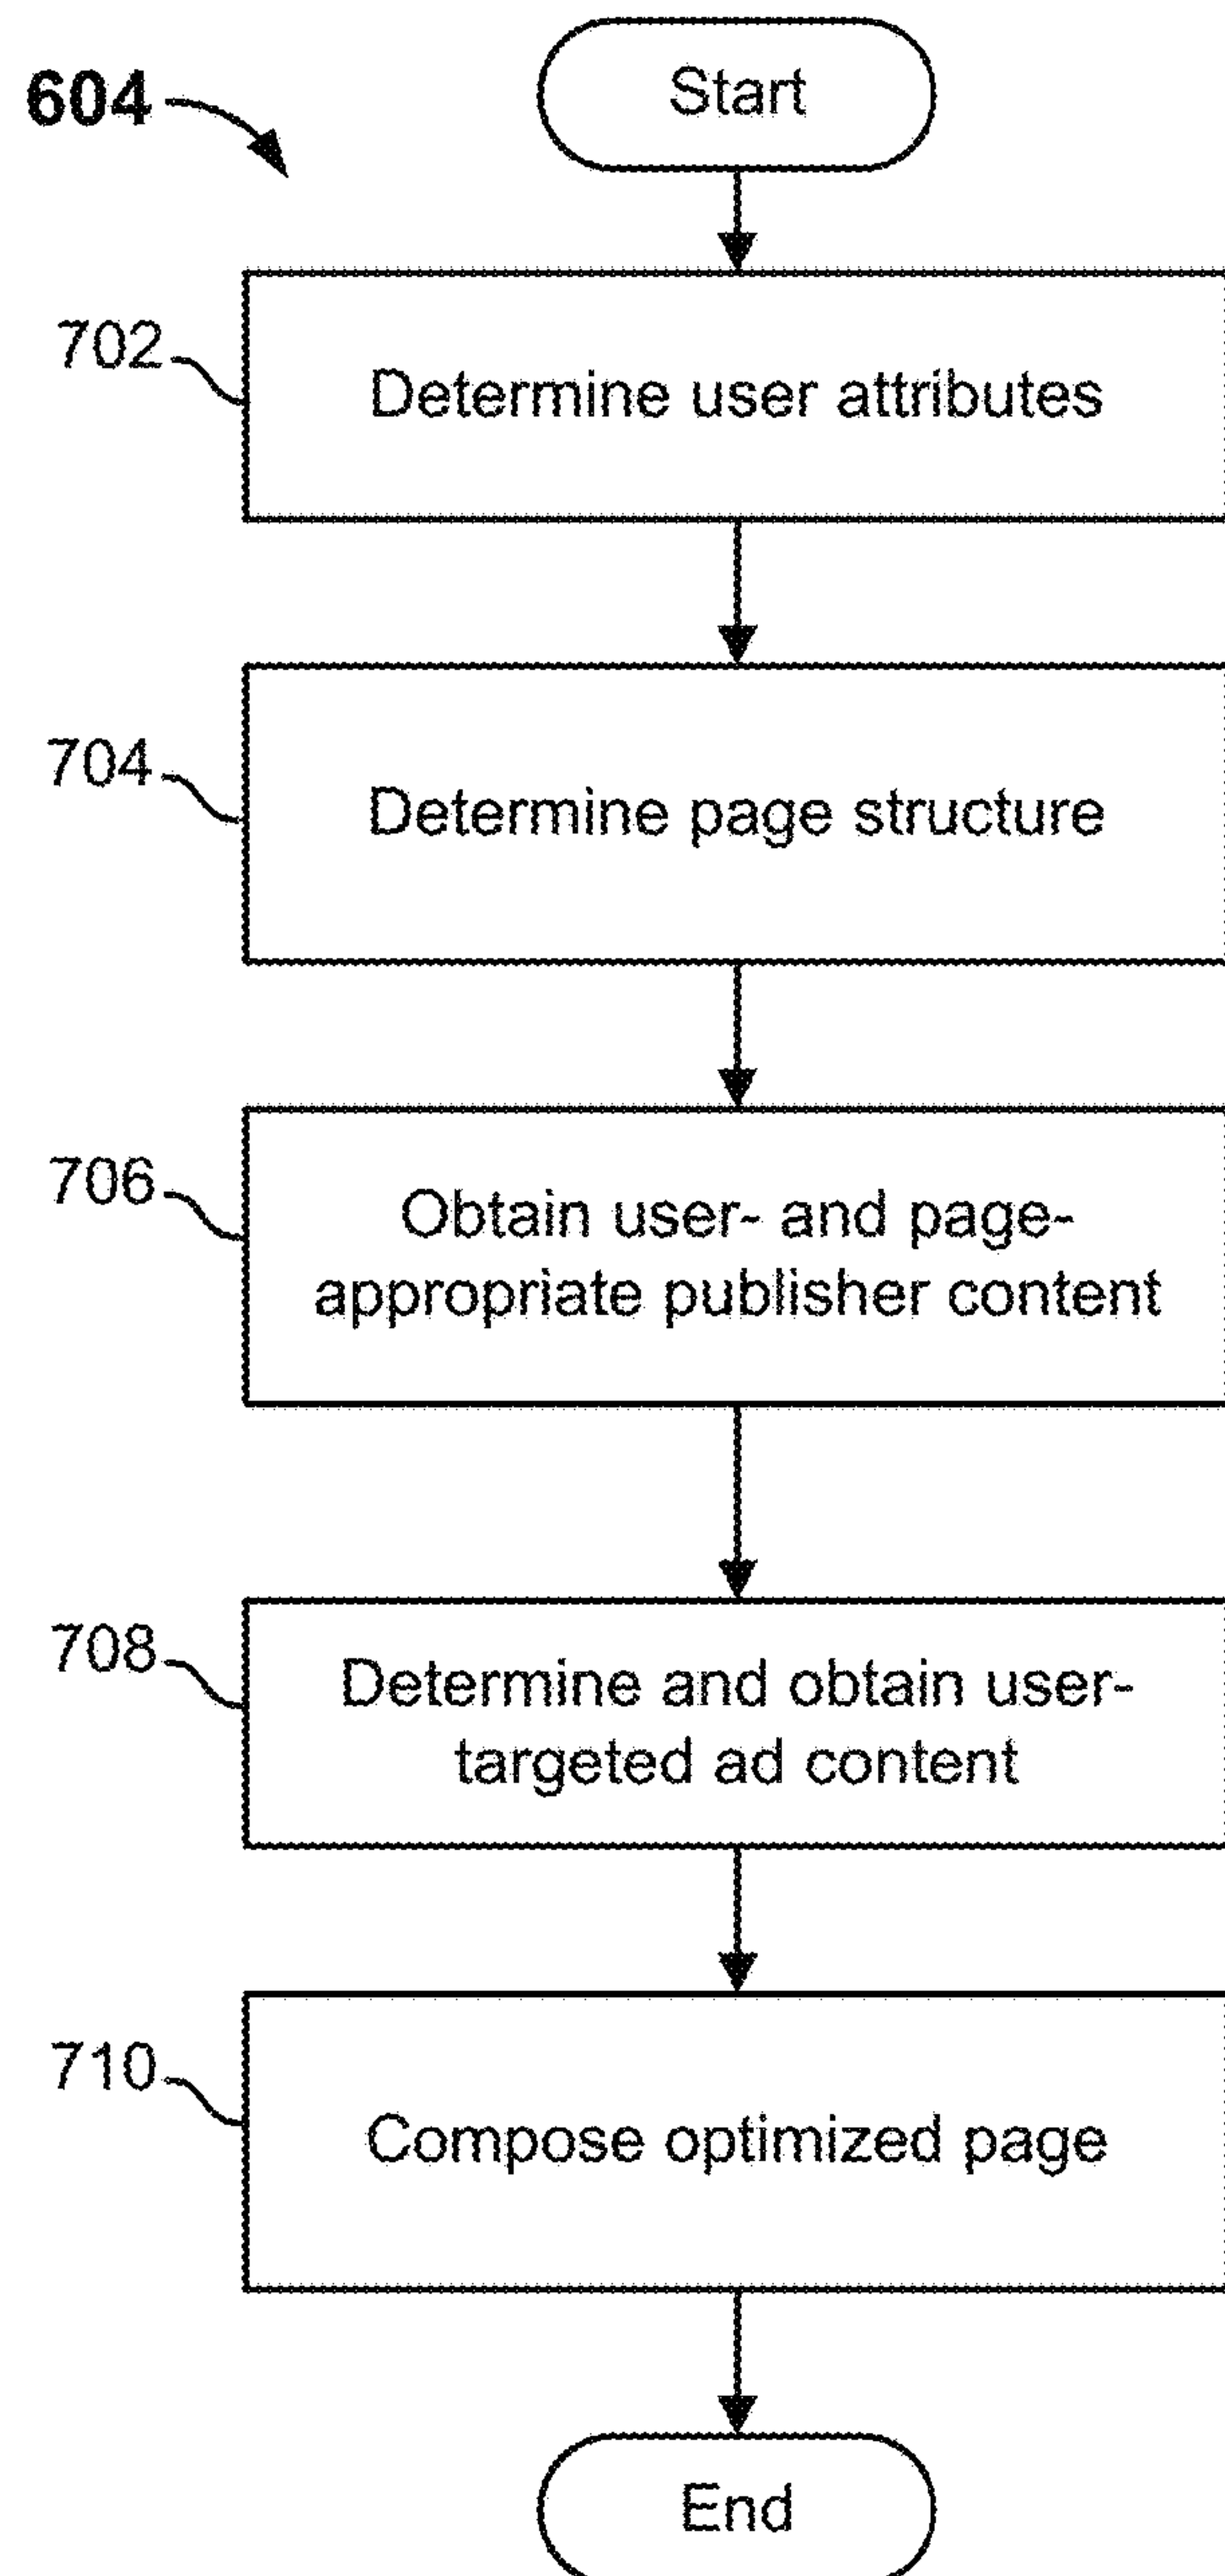 604
Start
702
Determine user attributes
704
Determine page structure
706
Obtain user- and page-
appropriate publisher content
708
Determine and obtain user-
targeted ad content
710
Compose optimized page
End